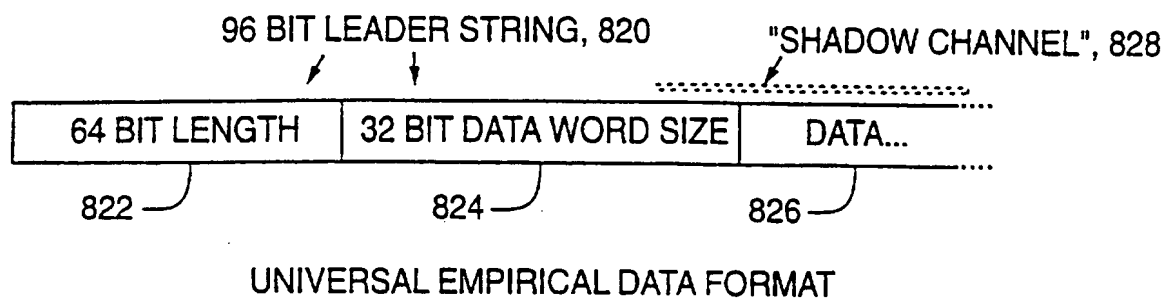 96 BIT LEADER STRING, 820
"SHADOW CHANNEL", 828
64 BIT LENGTH
32 BIT DATA WORD SIZE
DATA...
822
824
826
UNIVERSAL EMPIRICAL DATA FORMAT